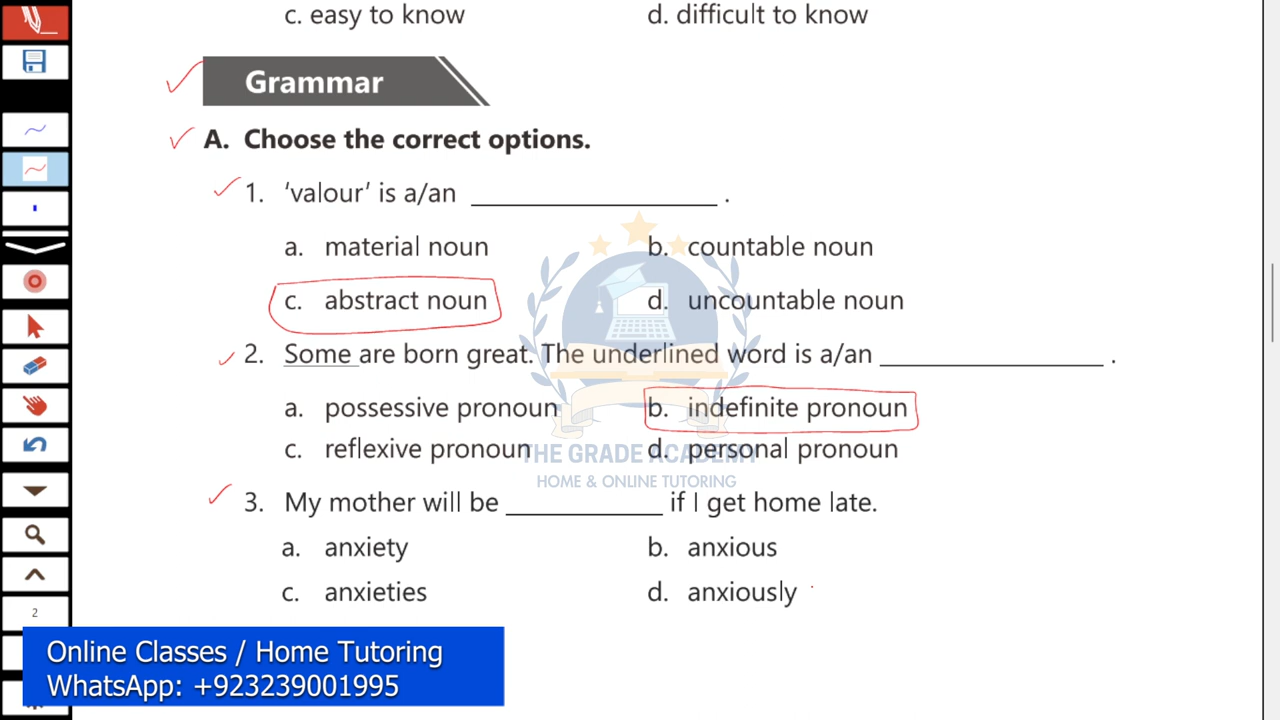 c. easy to know d. difficult to know
Grammar
A. Choose the correct options.
1. ‘valour’ is a/an ____________________ .
a. material noun b. countable noun
c. abstract noun d. uncountable noun
2. Some are born great. The underlined word is a/an ____________________ .
a. possessive pronoun b. indefinite pronoun
c. reflexive pronoun d. personal pronoun
THE GRADE ACADEMY
HOME & ONLINE TUTORING
3. My mother will be _____________ if I get home late.
a. anxiety b. anxious
c. anxieties d. anxiously
2
Online Classes / Home Tutoring
WhatsApp: +923239001995